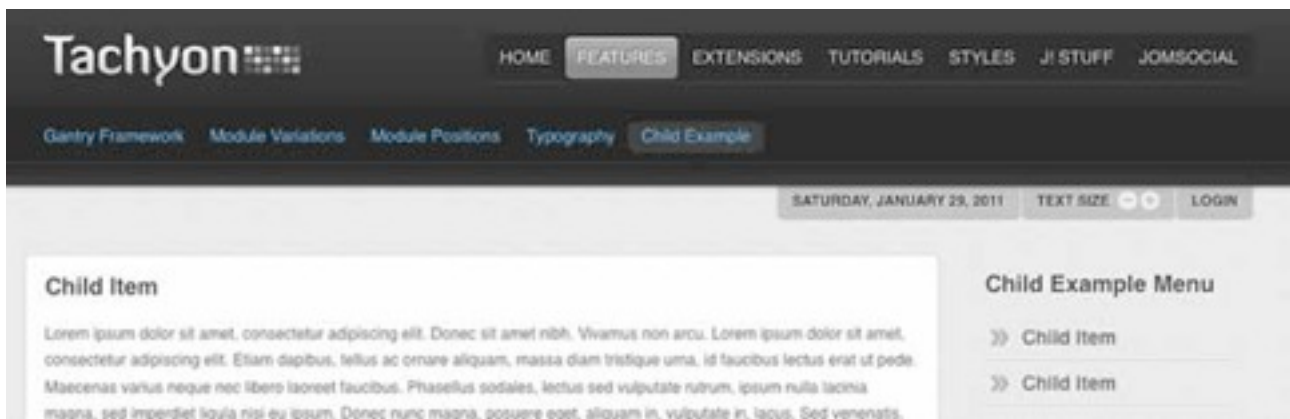 Tachyon
HOME FEATURES EXTENSIONS TUTORIALS STYLES J! STUFF JOMSOCIAL
Gantry Framework Module Variations Module Positions Typography Child Example
SATURDAY, JANUARY 29, 2011 TEXT SIZE LOGIN
Child Item
Lorem ipsum dolor sit amet, consectetur adipiscing elit. Donec sit amet nibh. Vivamus non arcu. Lorem ipsum dolor sit amet,
consectetur adipiscing elit. Etiam dapibus, tellus ac ornare aliquam, massa diam tristique urna, id faucibus lectus erat ut pede.
Maecenas varius neque nec libero laoreet faucibus. Phasellus sodales, lectus sed vulputate rutrum, ipsum nulla lacinia
magna, sed imperdiet ligula nisi eu ipsum. Donec nunc magna, posuere eget, aliquam in, vulputate in, lacus. Sed venenatis.
Child Example Menu
» Child Item
» Child Item